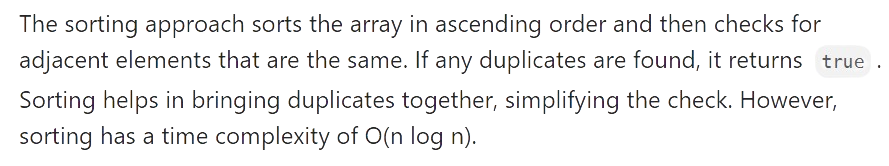 The sorting approach sorts the array in ascending order and then checks for
adjacent elements that are the same. If any duplicates are found, it returns true .
Sorting helps in bringing duplicates together, simplifying the check. However,
sorting has a time complexity of O(n log n).